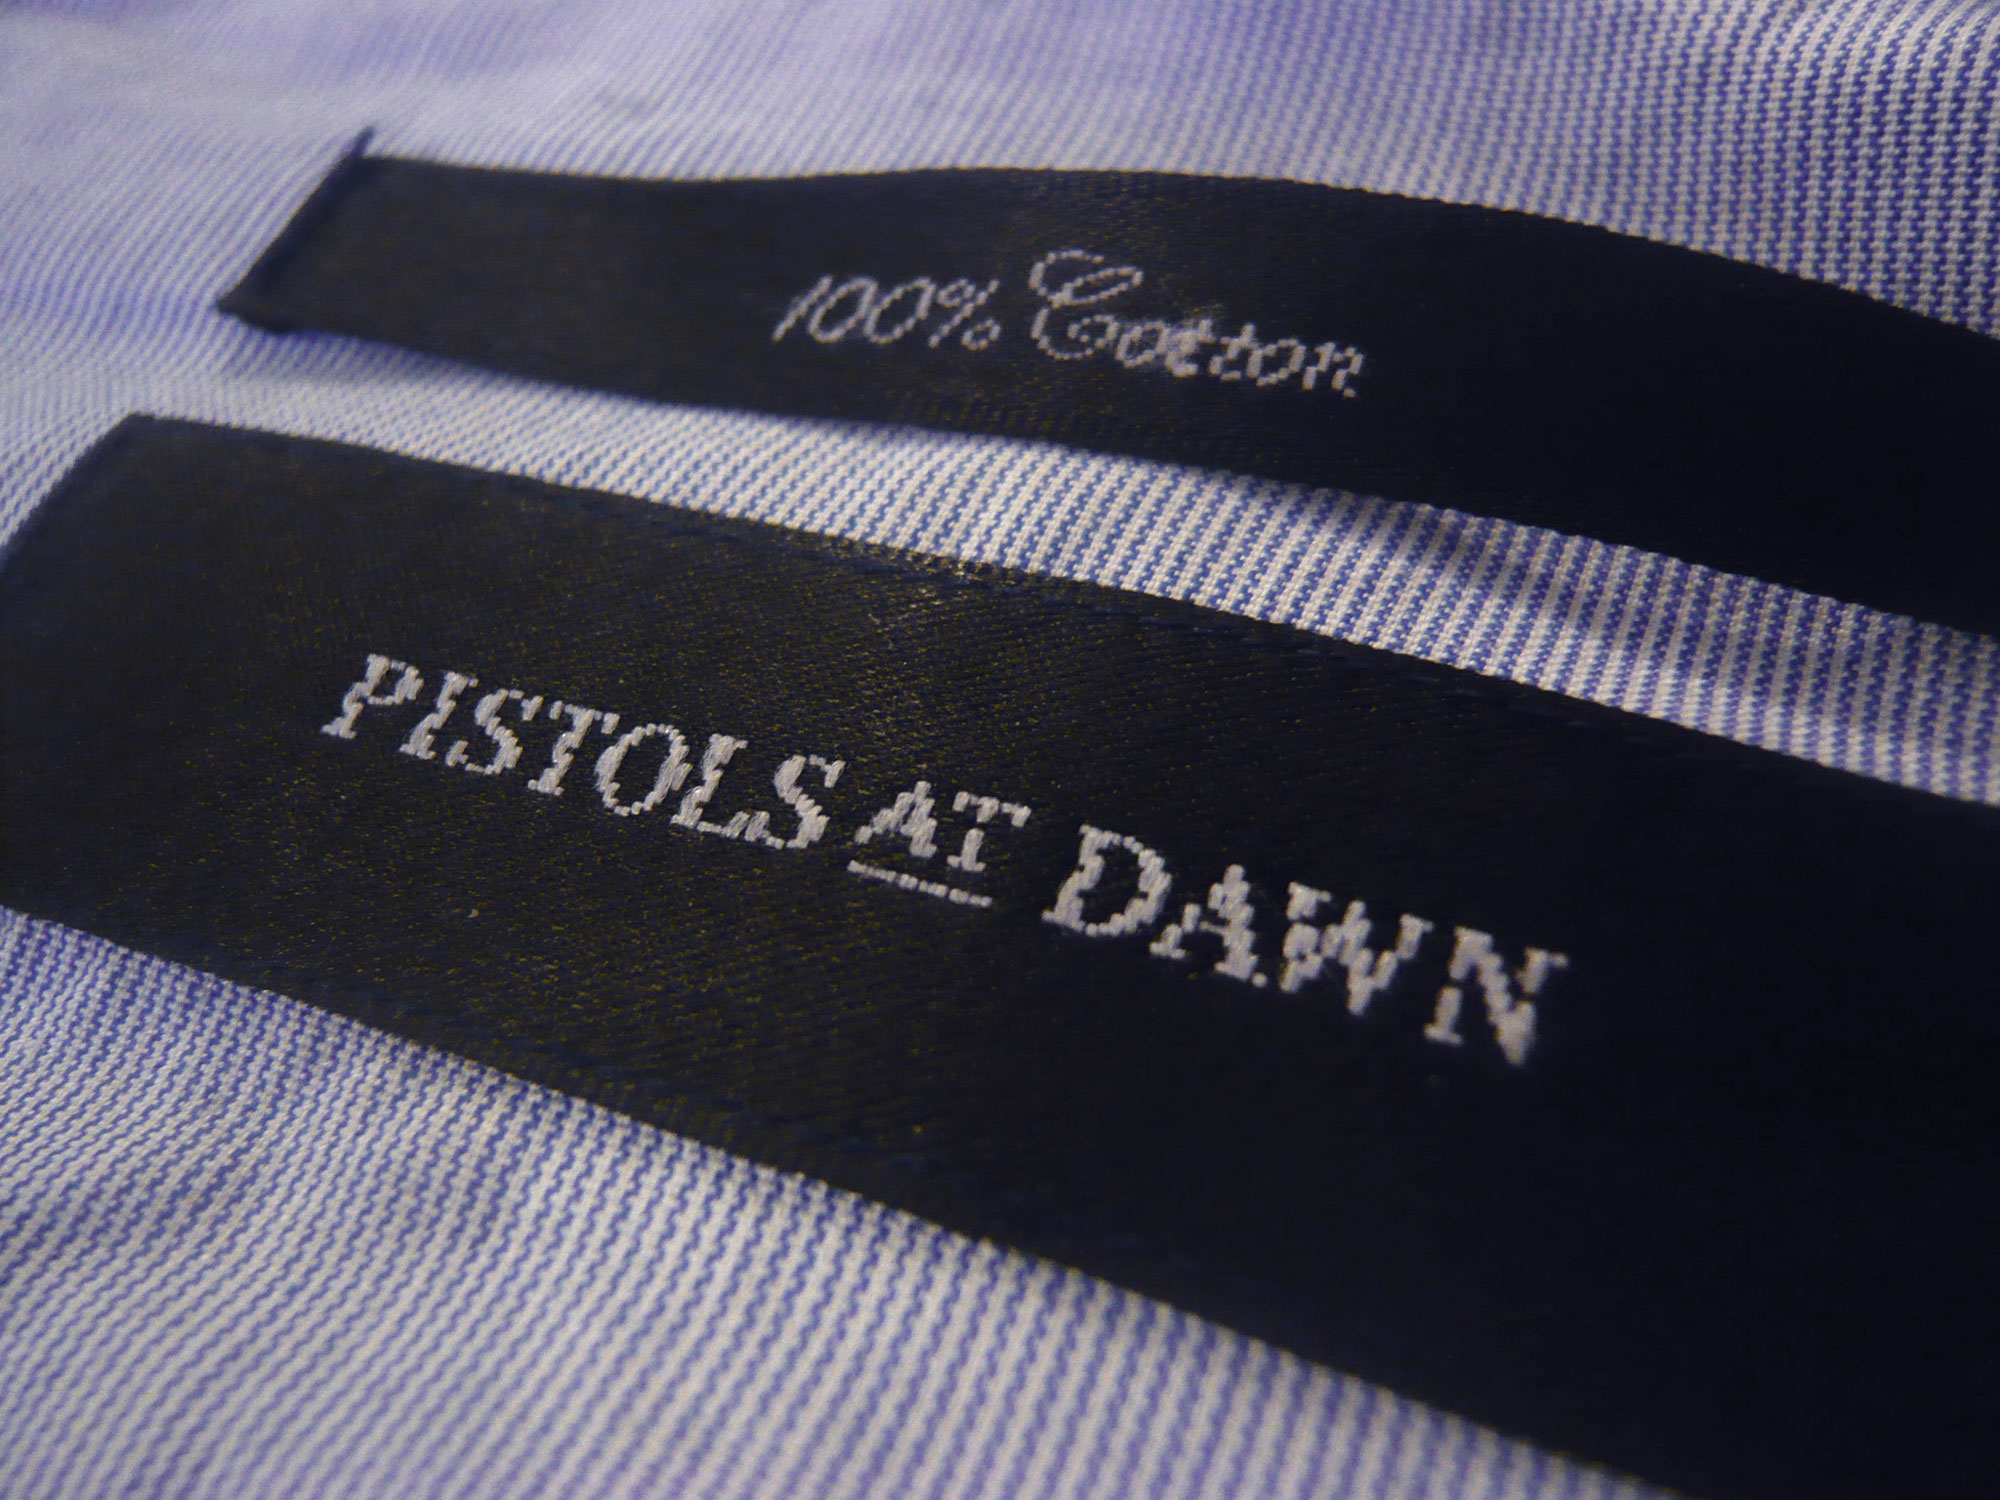 100% Cotton
PISTOLS AT DAWN